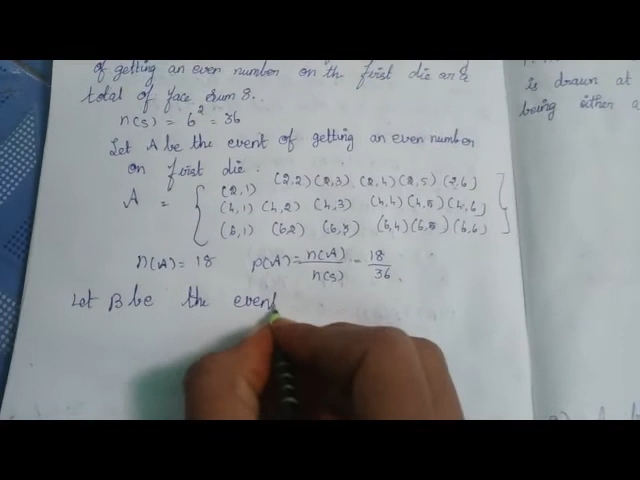 of getting an even number on the first die and
total of face sum 8.
n(S) = 6² = 36
Let A be the event of getting an even number
on first die.
A = { (2,1) (2,2) (2,3) (2,4) (2,5) (2,6)
(4,1) (4,2) (4,3) (4,4) (4,5) (4,6)
(6,1) (6,2) (6,3) (6,4) (6,5) (6,6) }
n(A) = 18 P(A) = n(A)/n(S) = 18/36.
Let B be the event
is drawn at
being either a